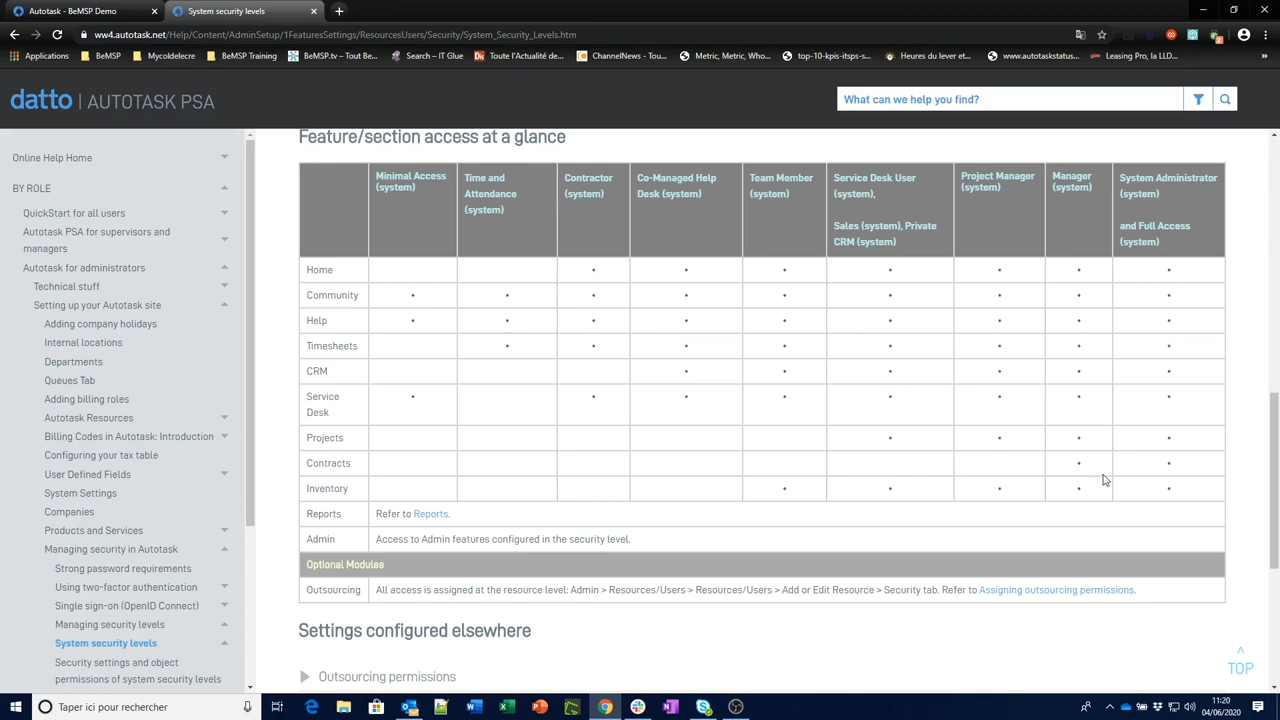 Autotask - BeMSP Demo
System security levels
ww4.autotask.net/Help/Content/AdminSetup/1FeaturesSettings/ResourcesUsers/Security/System_Security_Levels.htm
Applications
BeMSP
Mycoldelecre
BeMSP Training
BeMSP.tv – Tout Be...
Search – IT Glue
Toute l'Actualité de...
ChannelNews – Tou...
Metric, Metric, Who...
top-10-kpis-itsps-s...
Heures du lever et...
www.autotaskstatus...
Leasing Pro, la LLD...
datto | AUTOTASK PSA
What can we help you find?
Online Help Home
BY ROLE
QuickStart for all users
Autotask PSA for supervisors and
managers
Autotask for administrators
Technical stuff
Setting up your Autotask site
Adding company holidays
Internal locations
Departments
Queues Tab
Adding billing roles
Autotask Resources
Billing Codes in Autotask: Introduction
Configuring your tax table
User Defined Fields
System Settings
Companies
Products and Services
Managing security in Autotask
Strong password requirements
Using two-factor authentication
Single sign-on (OpenID Connect)
Managing security levels
System security levels
Security settings and object
permissions of system security levels
Feature/section access at a glance
Minimal Access
(system)
Time and
Attendance
(system)
Contractor
(system)
Co-Managed Help
Desk (system)
Team Member
(system)
Service Desk User
(system),
Sales (system), Private
CRM (system)
Project Manager
(system)
Manager
(system)
System Administrator
(system)
and Full Access
(system)
Home • • • • • • •
Community • • • • • • • • •
Help • • • • • • • • •
Timesheets • • • • • • • •
CRM • • • • • •
Service
Desk • • • • • • • •
Projects • • • •
Contracts • •
Inventory • • • • •
Reports Refer to Reports.
Admin Access to Admin features configured in the security level.
Optional Modules
Outsourcing All access is assigned at the resource level: Admin > Resources/Users > Resources/Users > Add or Edit Resource > Security tab. Refer to Assigning outsourcing permissions.
Settings configured elsewhere
Outsourcing permissions
TOP
Taper ici pour rechercher
11:20
04/06/2020